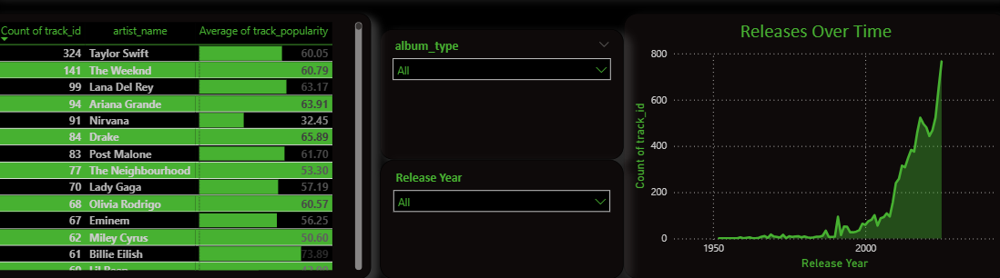 Count of track_id artist_name Average of track_popularity
324 Taylor Swift 60.05
141 The Weeknd 60.79
99 Lana Del Rey 63.17
94 Ariana Grande 63.91
91 Nirvana 32.45
84 Drake 65.89
83 Post Malone 61.70
77 The Neighbourhood 53.30
70 Lady Gaga 57.19
68 Olivia Rodrigo 60.57
67 Eminem 56.25
62 Miley Cyrus 50.60
61 Billie Eilish 73.89
album_type
All
Release Year
All
Releases Over Time
800
600
400
200
0
Count of track_id
1950 2000
Release Year